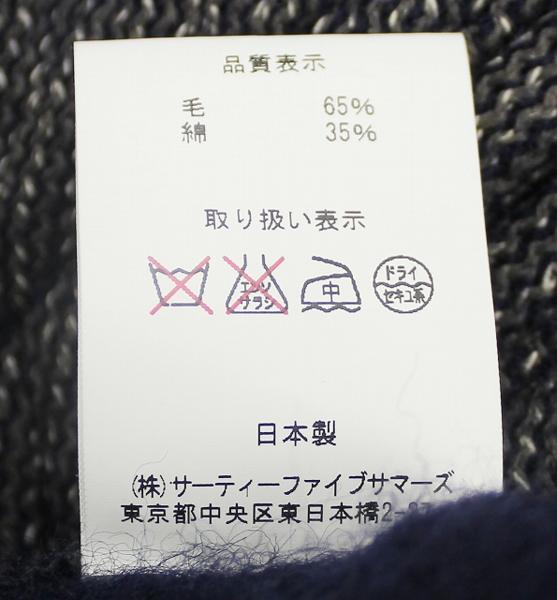 品質表示
毛 65%
綿 35%
取り扱い表示
エンソ
サラシ
中
ドライ
セキユ系
日本製
(株)サーティーファイブサマーズ
東京都中央区東日本橋2-